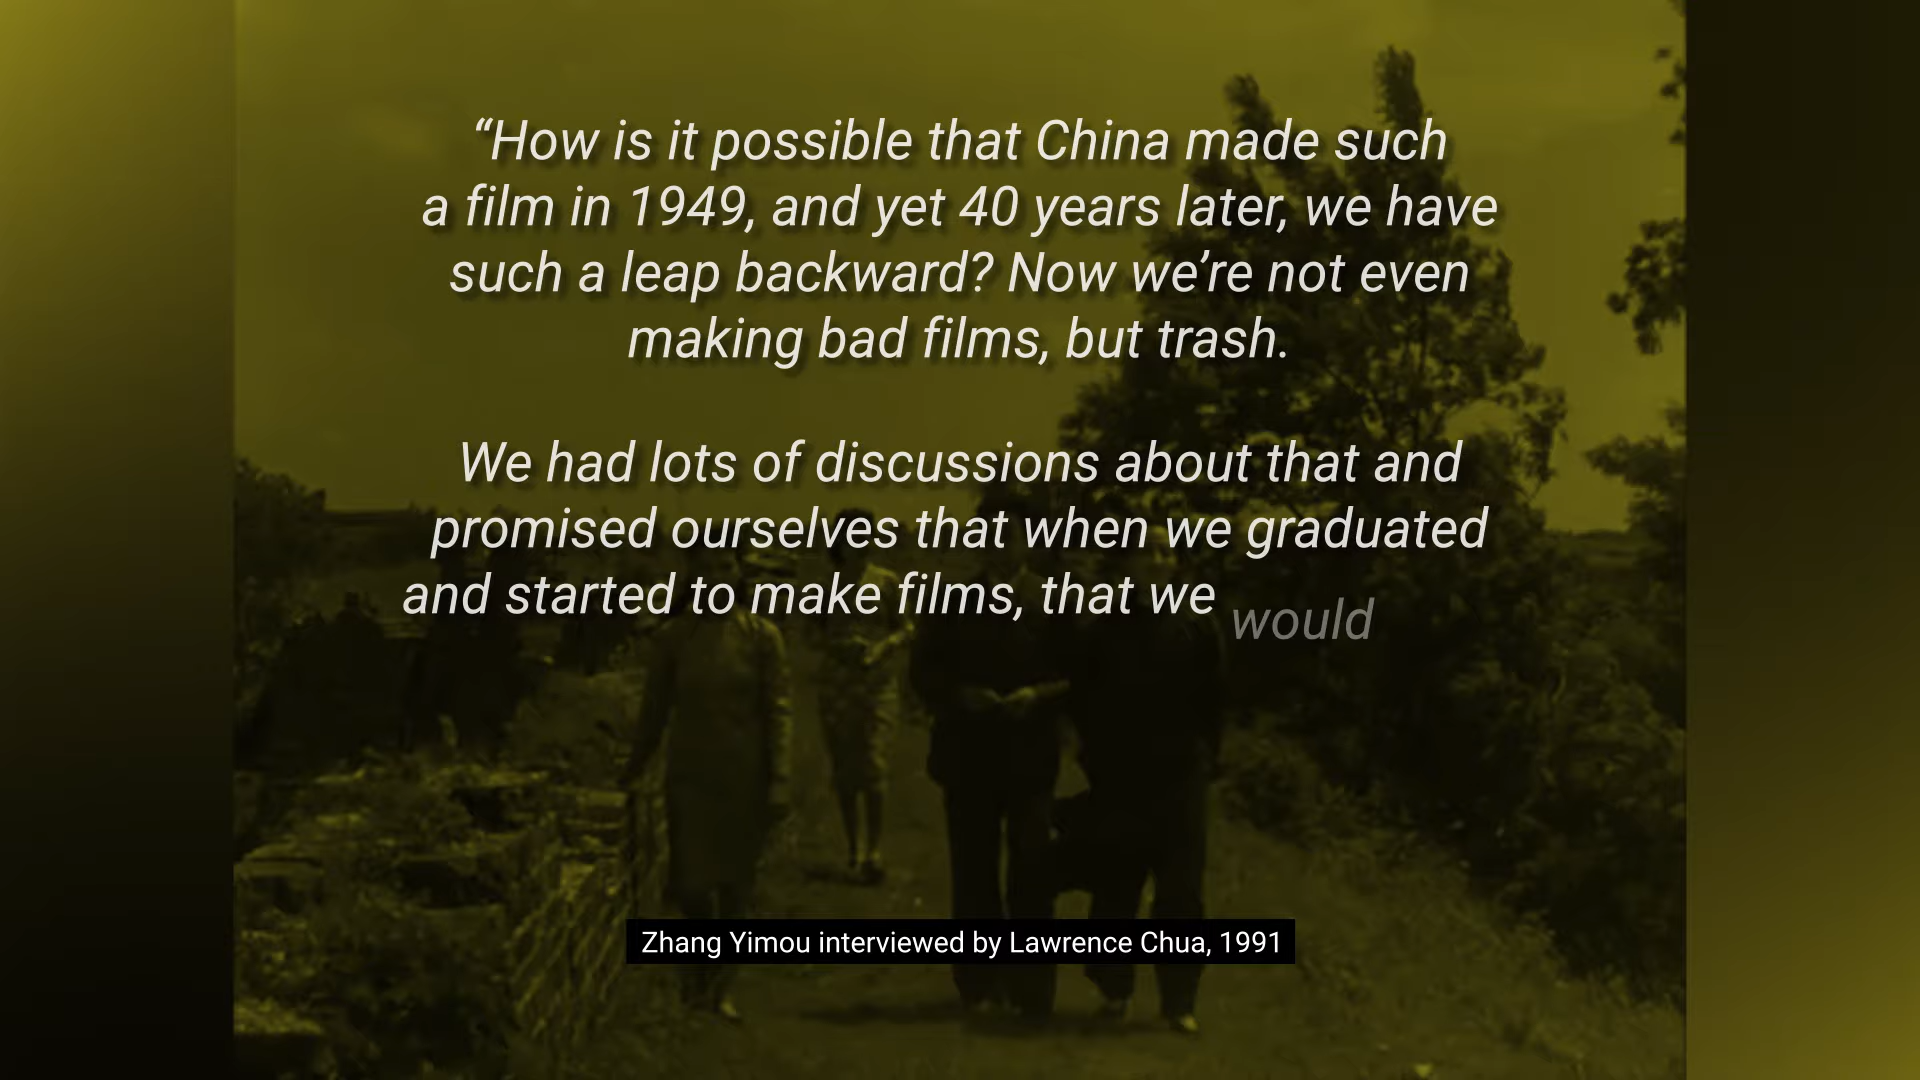 “How is it possible that China made such
a film in 1949, and yet 40 years later, we have
such a leap backward? Now we’re not even
making bad films, but trash.
We had lots of discussions about that and
promised ourselves that when we graduated
and started to make films, that we would
Zhang Yimou interviewed by Lawrence Chua, 1991